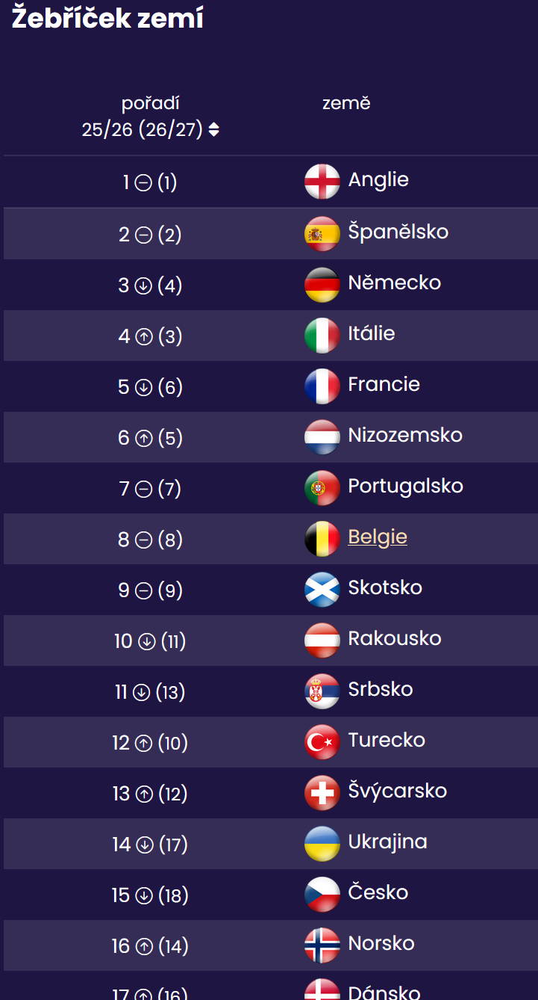 Žebříček zemí
pořadí země
25/26 (26/27)
1 (1) Anglie
2 (2) Španělsko
3 (4) Německo
4 (3) Itálie
5 (6) Francie
6 (5) Nizozemsko
7 (7) Portugalsko
8 (8) Belgie
9 (9) Skotsko
10 (11) Rakousko
11 (13) Srbsko
12 (10) Turecko
13 (12) Švýcarsko
14 (17) Ukrajina
15 (18) Česko
16 (14) Norsko
17 (16) Dánsko